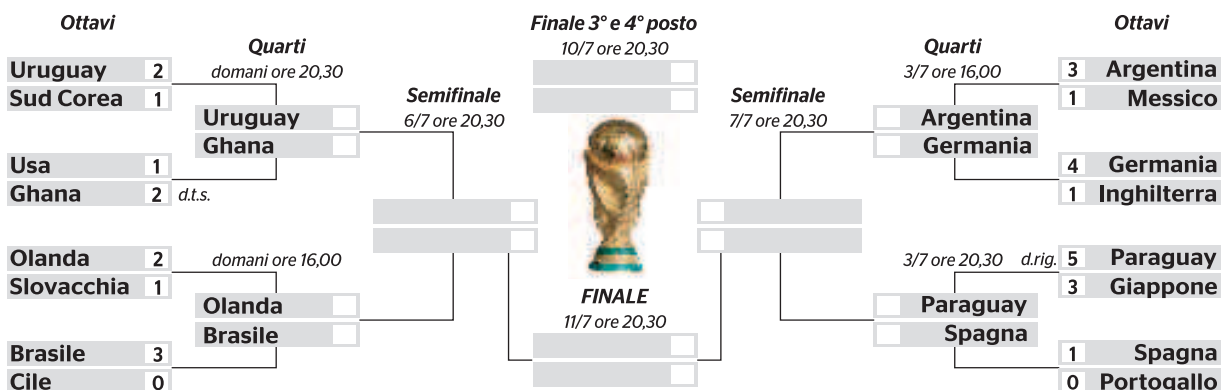 Ottavi
Quarti
domani ore 20,30
Uruguay 2
Sud Corea 1
Uruguay
Ghana
Usa 1
Ghana 2 d.t.s.
Semifinale
6/7 ore 20,30
Olanda 2
Slovacchia 1
domani ore 16,00
Olanda
Brasile
Brasile 3
Cile 0
Finale 3° e 4° posto
10/7 ore 20,30
FINALE
11/7 ore 20,30
Semifinale
7/7 ore 20,30
Quarti
3/7 ore 16,00
Argentina
Germania
3/7 ore 20,30 d.rig.
Paraguay
Spagna
Ottavi
3 Argentina
1 Messico
4 Germania
1 Inghilterra
5 Paraguay
3 Giappone
1 Spagna
0 Portogallo